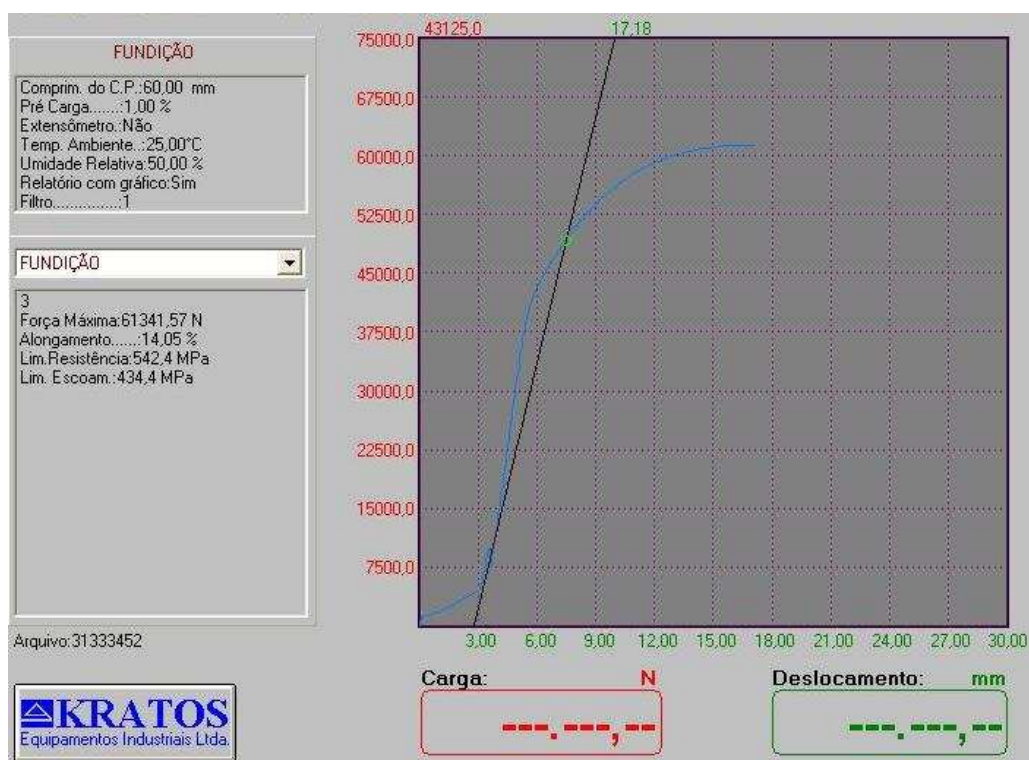 FUNDIÇÃO
Comprim. do C.P.:60,00 mm
Pré Carga......:1,00 %
Extensômetro.:Não
Temp. Ambiente..:25,00°C
Umidade Relativa:50,00 %
Relatório com gráfico:Sim
Filtro...............:1
FUNDIÇÃO
3
Força Máxima:61341,57 N
Alongamento......:14,05 %
Lim.Resistência:542,4 MPa
Lim. Escoam.:434,4 MPa
Arquivo:31333452
KRATOS
Equipamentos Industriais Ltda.
43125,0 17,18
75000,0
67500,0
60000,0
52500,0
45000,0
37500,0
30000,0
22500,0
15000,0
7500,0
3,00 6,00 9,00 12,00 15,00 18,00 21,00 24,00 27,00 30,00
Carga: N
---.---,--
Deslocamento: mm
---.---,--